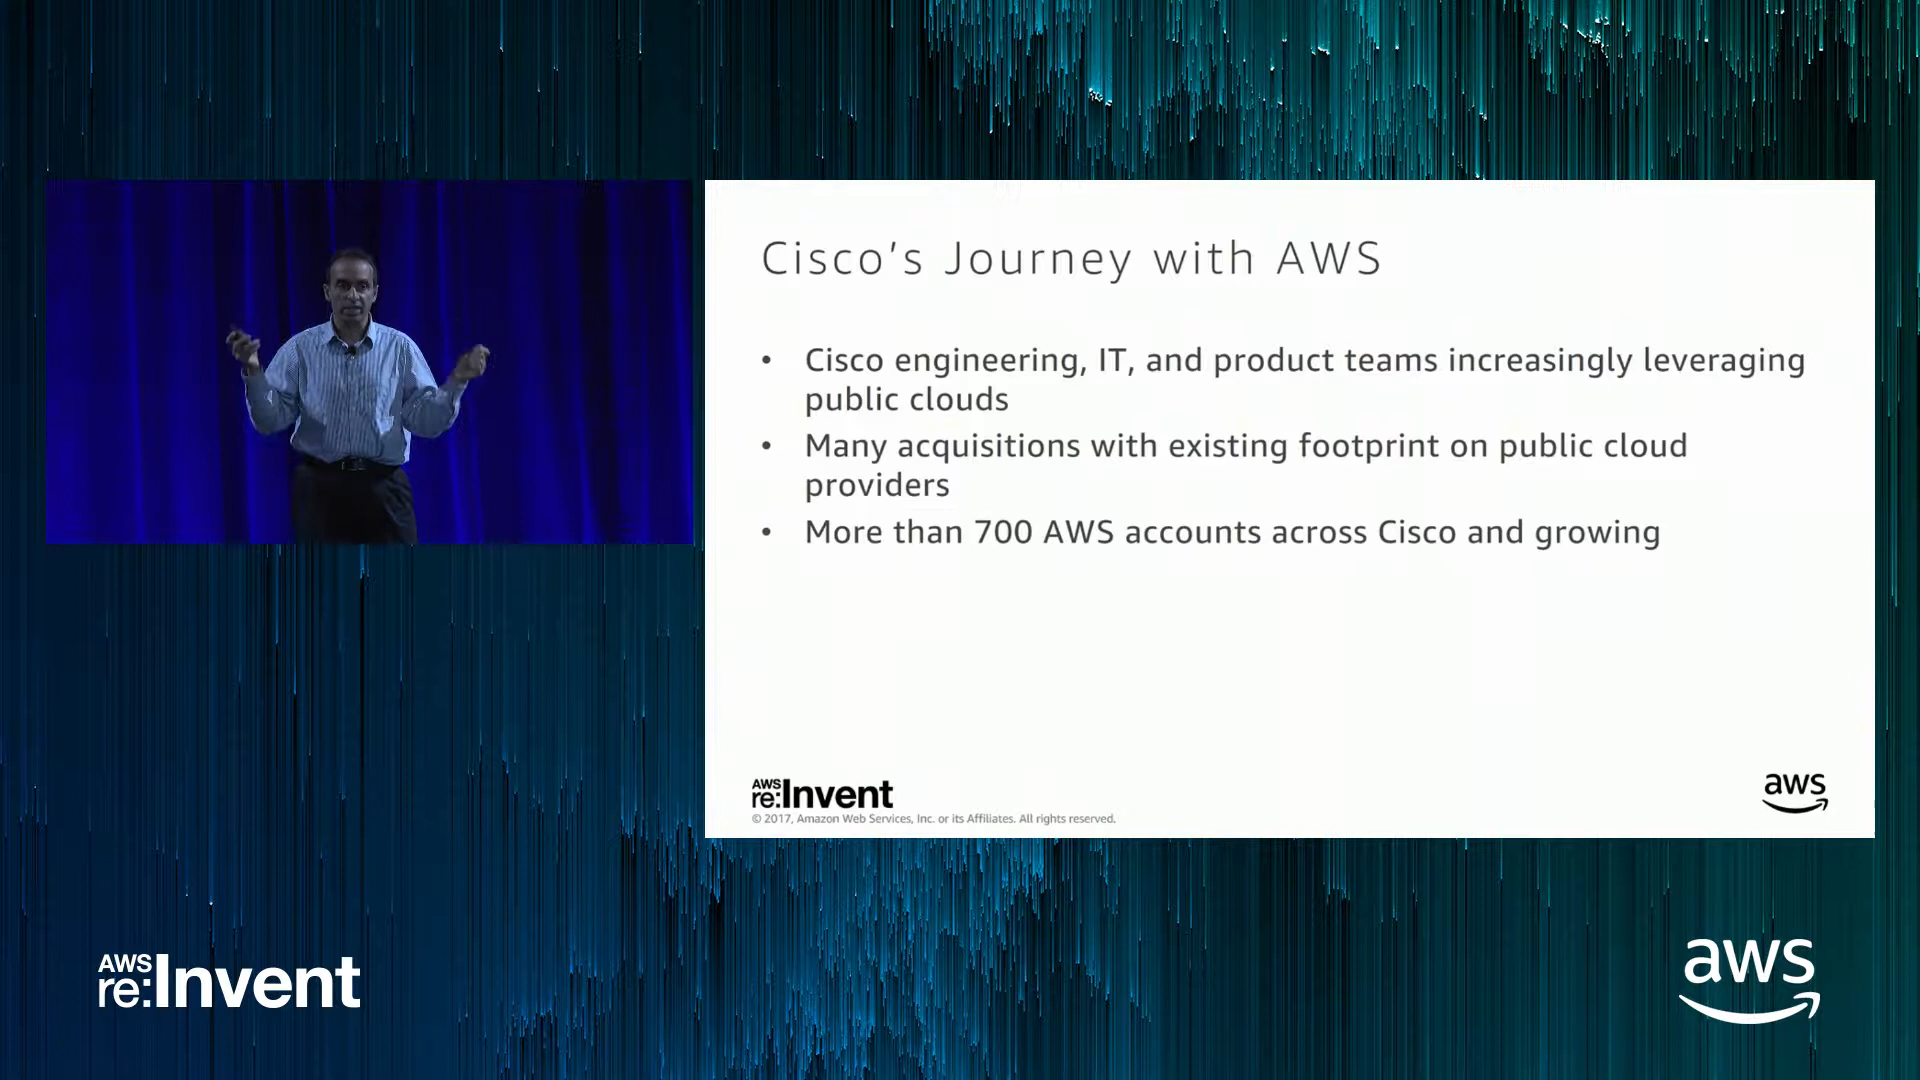 Cisco's Journey with AWS
• Cisco engineering, IT, and product teams increasingly leveraging
public clouds
• Many acquisitions with existing footprint on public cloud
providers
• More than 700 AWS accounts across Cisco and growing
AWS
re:Invent
© 2017, Amazon Web Services, Inc. or its Affiliates. All rights reserved.
aws
AWS
re:Invent
aws